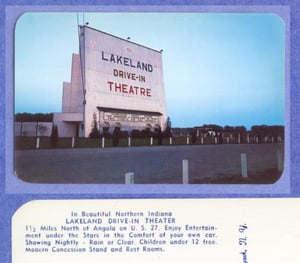 LAKELAND
DRIVE-IN
THEATRE
In Beautiful Northern Indiana
LAKELAND DRIVE-IN THEATER
1½ Miles North of Angola on U. S. 27. Enjoy Entertain-
ment under the Stars in the Comfort of your own car.
Showing Nightly - Rain or Clear. Children under 12 free.
Modern Concession Stand and Rest Rooms.
N. Y.